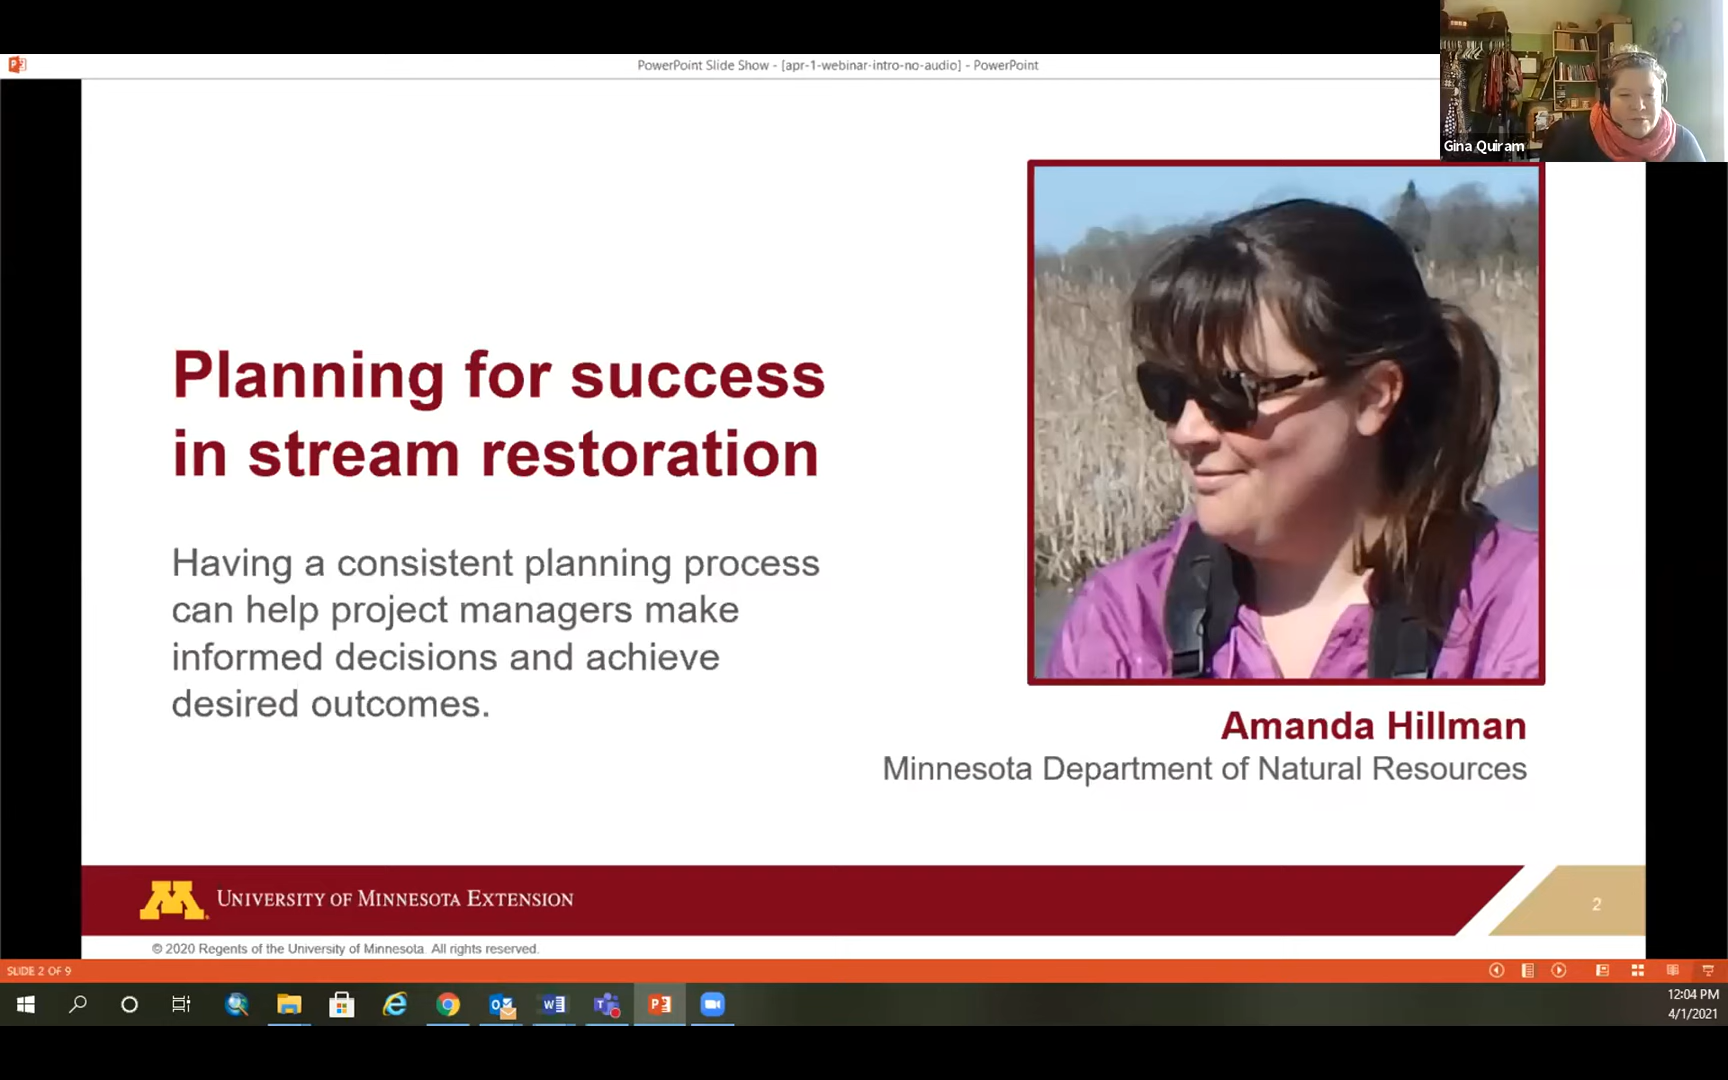 PowerPoint Slide Show - [apr-1-webinar-intro-no-audio] - PowerPoint
Gina Quiram
Planning for success
in stream restoration
Having a consistent planning process
can help project managers make
informed decisions and achieve
desired outcomes.
Amanda Hillman
Minnesota Department of Natural Resources
UNIVERSITY OF MINNESOTA EXTENSION
2
© 2020 Regents of the University of Minnesota. All rights reserved.
SLIDE 2 OF 9
12:04 PM
4/1/2021